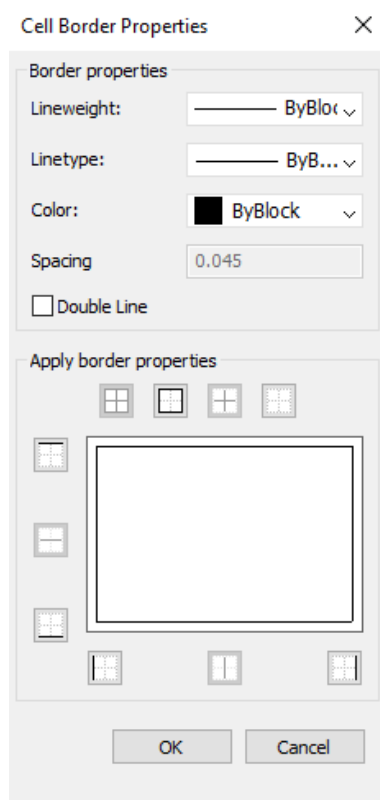 Cell Border Properties
Border properties
Lineweight: ByBloc
Linetype: ByB...
Color: ByBlock
Spacing 0.045
Double Line
Apply border properties
OK Cancel